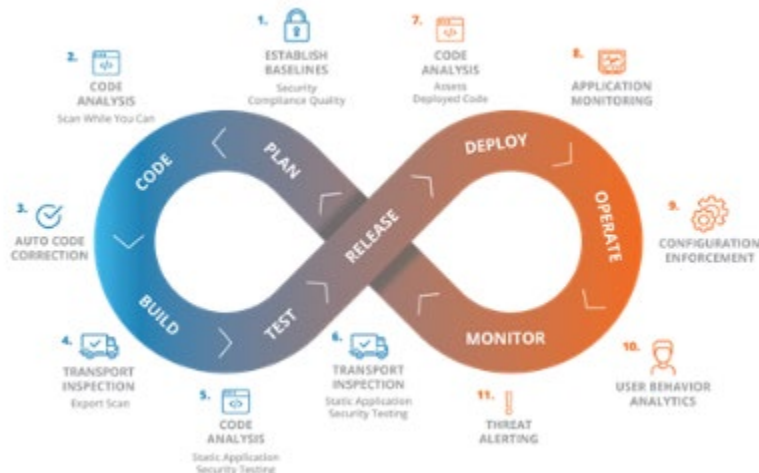 1.
ESTABLISH
BASELINES
Security
Compliance Quality
2.
CODE
ANALYSIS
Scan While You Can
3.
AUTO CODE
CORRECTION
4.
TRANSPORT
INSPECTION
Export Scan
5.
CODE
ANALYSIS
Static Application
Security Testing
6.
TRANSPORT
INSPECTION
Static Application
Security Testing
7.
CODE
ANALYSIS
Assess
Deployed Code
8.
APPLICATION
MONITORING
9.
CONFIGURATION
ENFORCEMENT
10.
USER BEHAVIOR
ANALYTICS
11.
THREAT
ALERTING
PLAN
CODE
BUILD
TEST
RELEASE
DEPLOY
OPERATE
MONITOR